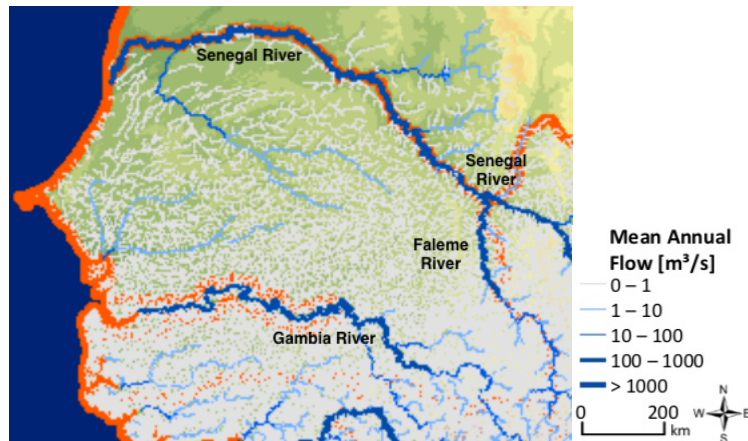 Senegal River
Senegal
River
Faleme
River
Gambia River
Mean Annual
Flow [m³/s]
0 – 1
1 – 10
10 – 100
100 – 1000
> 1000
0 200
km
N
W E
S